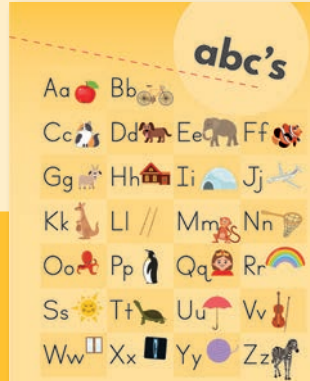 abc's
Aa Bb
Cc Dd Ee Ff
Gg Hh Ii Jj
Kk Ll Mm Nn
Oo Pp Qq Rr
Ss Tt Uu Vv
Ww Xx Yy Zz